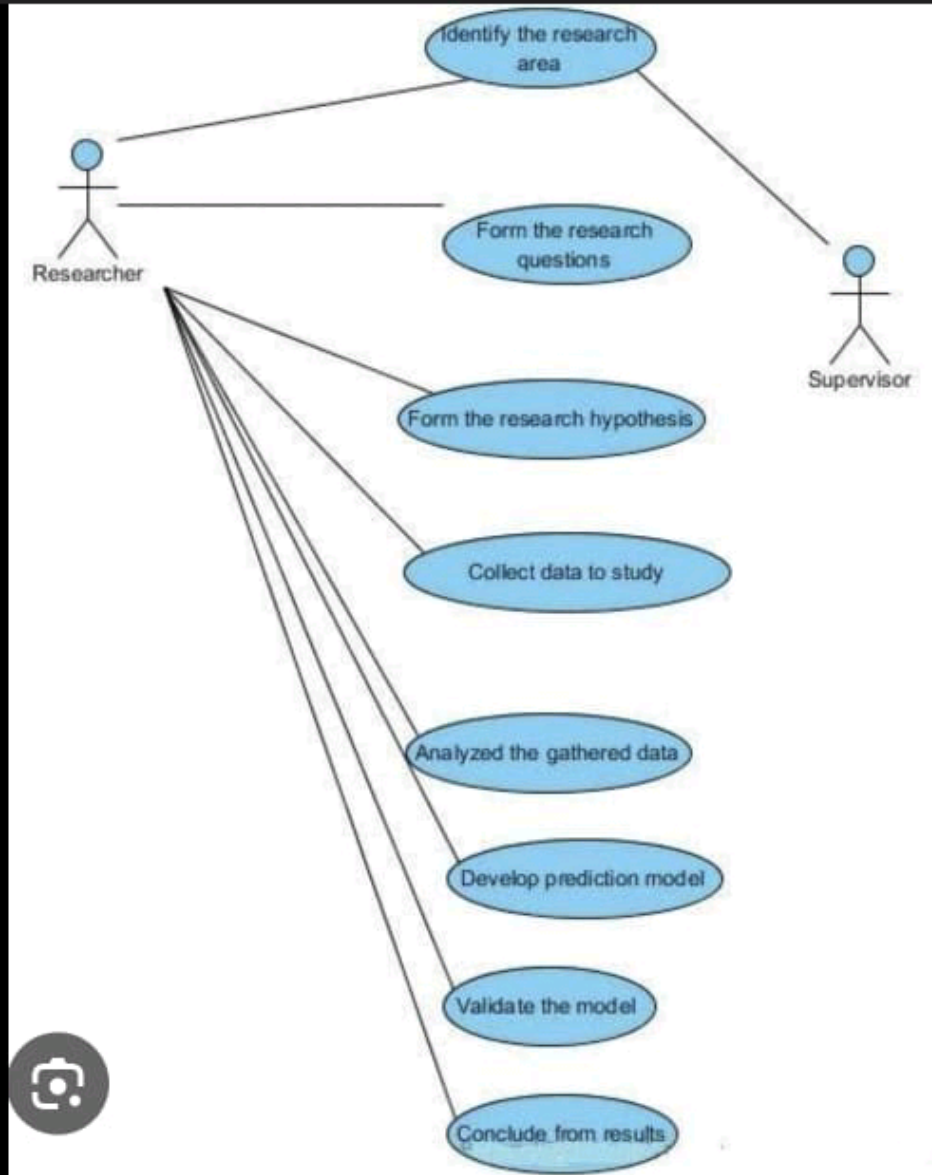 Identify the research
area
Researcher
Form the research
questions
Supervisor
Form the research hypothesis
Collect data to study
Analyzed the gathered data
Develop prediction model
Validate the model
Conclude from results